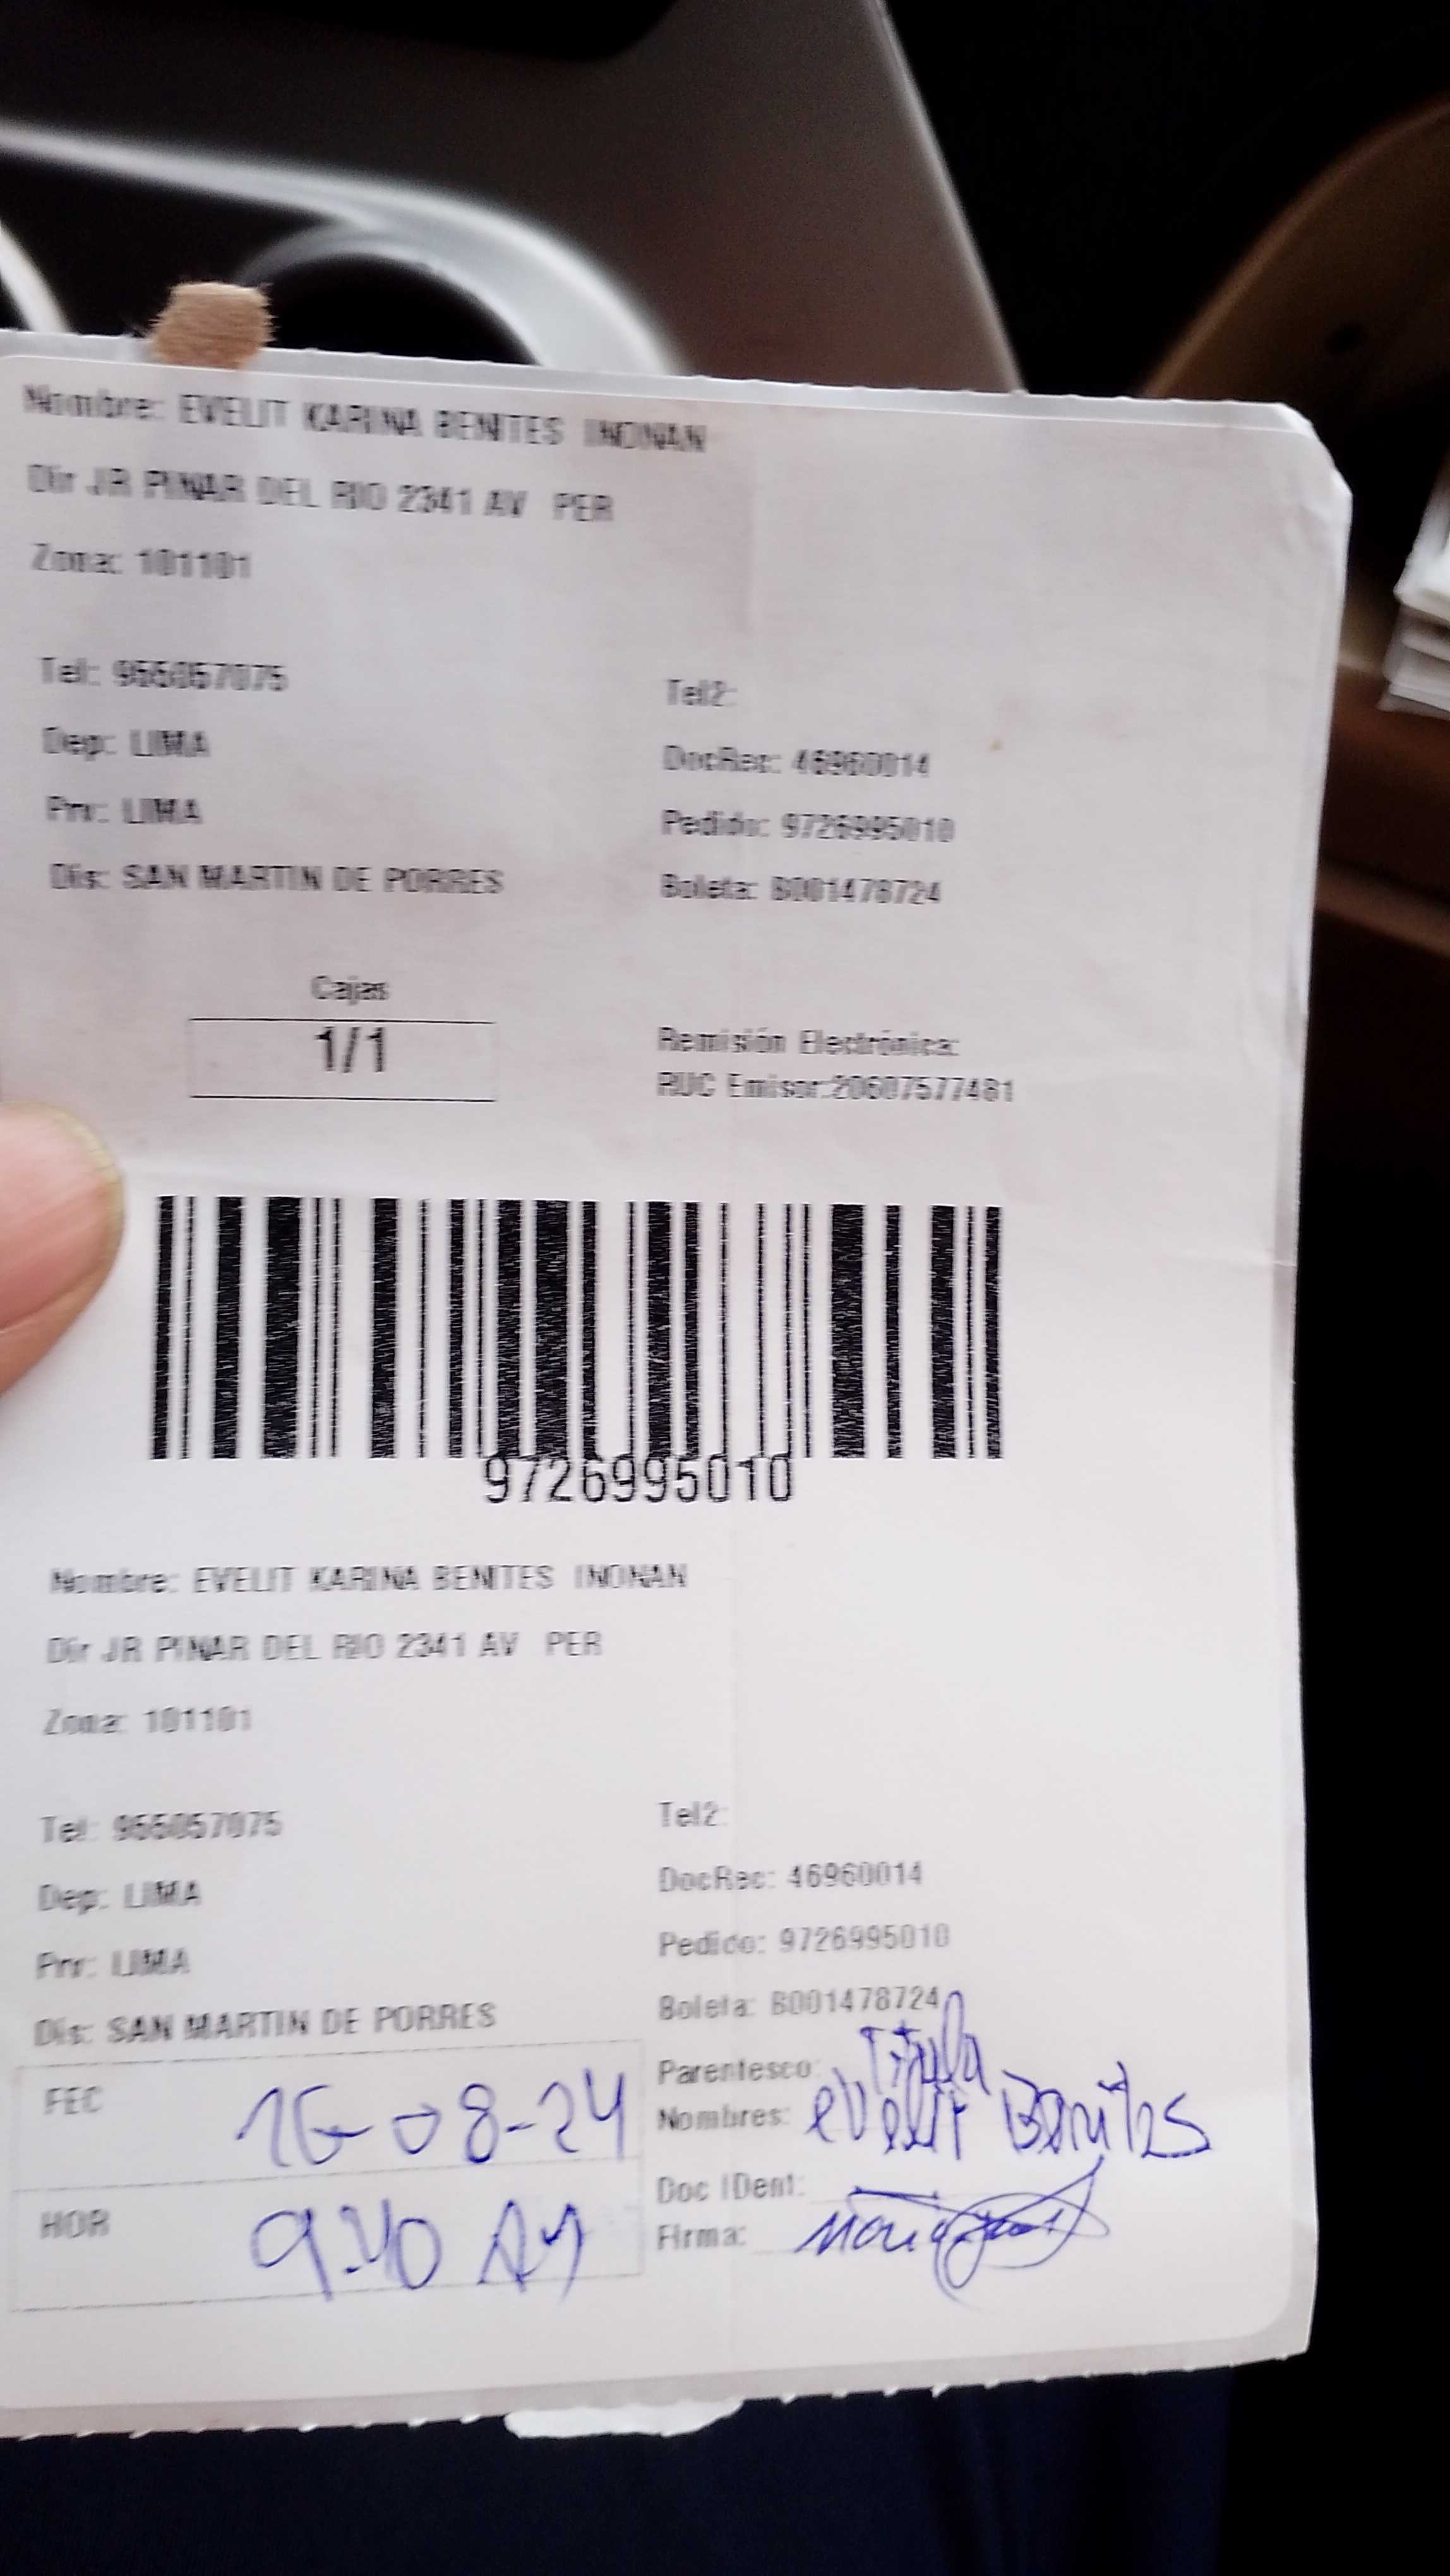 Nombre: EVELIT KARINA BENITES INONAN
Dir JR PINAR DEL RIO 2341 AV PER
Zona: 101101
Tel: 955057075
Tel2:
Dep: LIMA
DocRec: 46960014
Prv: LIMA
Pedido: 9726995010
Dis: SAN MARTIN DE PORRES
Boleta: B001478724
Cajas
1/1
Remisión Electrónica:
RUC Emisor:20607577481
9726995010
Nombre: EVELIT KARINA BENITES INONAN
Dir JR PINAR DEL RIO 2341 AV PER
Zona: 101101
Tel: 955057075
Tel2:
Dep: LIMA
DocRec: 46960014
Prv: LIMA
Pedido: 9726995010
Dis: SAN MARTIN DE PORRES
Boleta: B001478724
Parentesco:
FEC 16-08-24
Nombres: evelit Benites
Doc IDent:
HOR 9:40 AM
Firma: